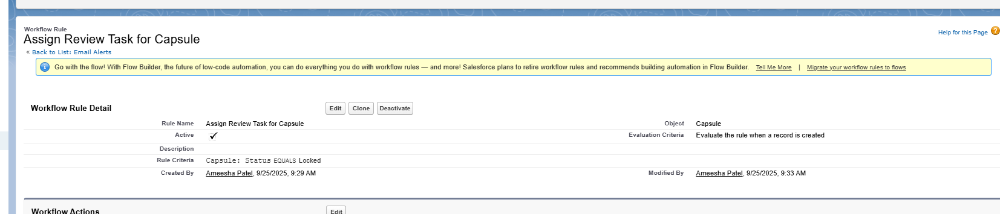 Workflow Rule
Assign Review Task for Capsule
Help for this Page ?
« Back to List: Email Alerts
i Go with the flow! With Flow Builder, the future of low-code automation, you can do everything you do with workflow rules — and more! Salesforce plans to retire workflow rules and recommends building automation in Flow Builder. Tell Me More | Migrate your workflow rules to flows
Workflow Rule Detail Edit Clone Deactivate
Rule Name Assign Review Task for Capsule Object Capsule
Active ✓ Evaluation Criteria Evaluate the rule when a record is created
Description
Rule Criteria Capsule: Status EQUALS Locked
Created By Ameesha Patel, 9/25/2025, 9:29 AM Modified By Ameesha Patel, 9/25/2025, 9:33 AM
Workflow Actions Edit